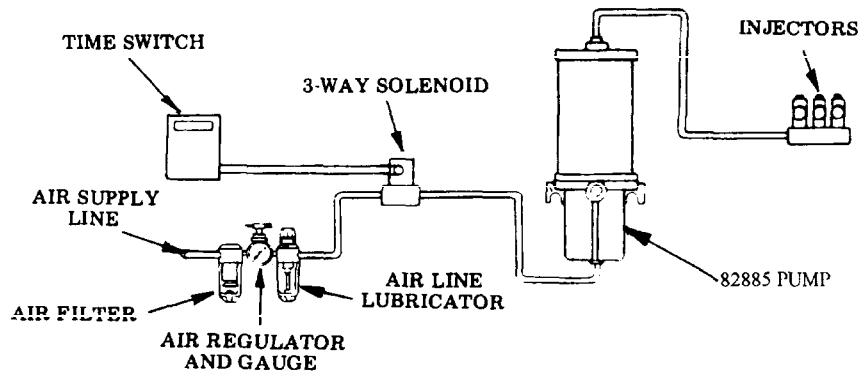 TIME SWITCH
3-WAY SOLENOID
INJECTORS
AIR SUPPLY
LINE
AIR FILTER
AIR REGULATOR
AND GAUGE
AIR LINE
LUBRICATOR
82885 PUMP